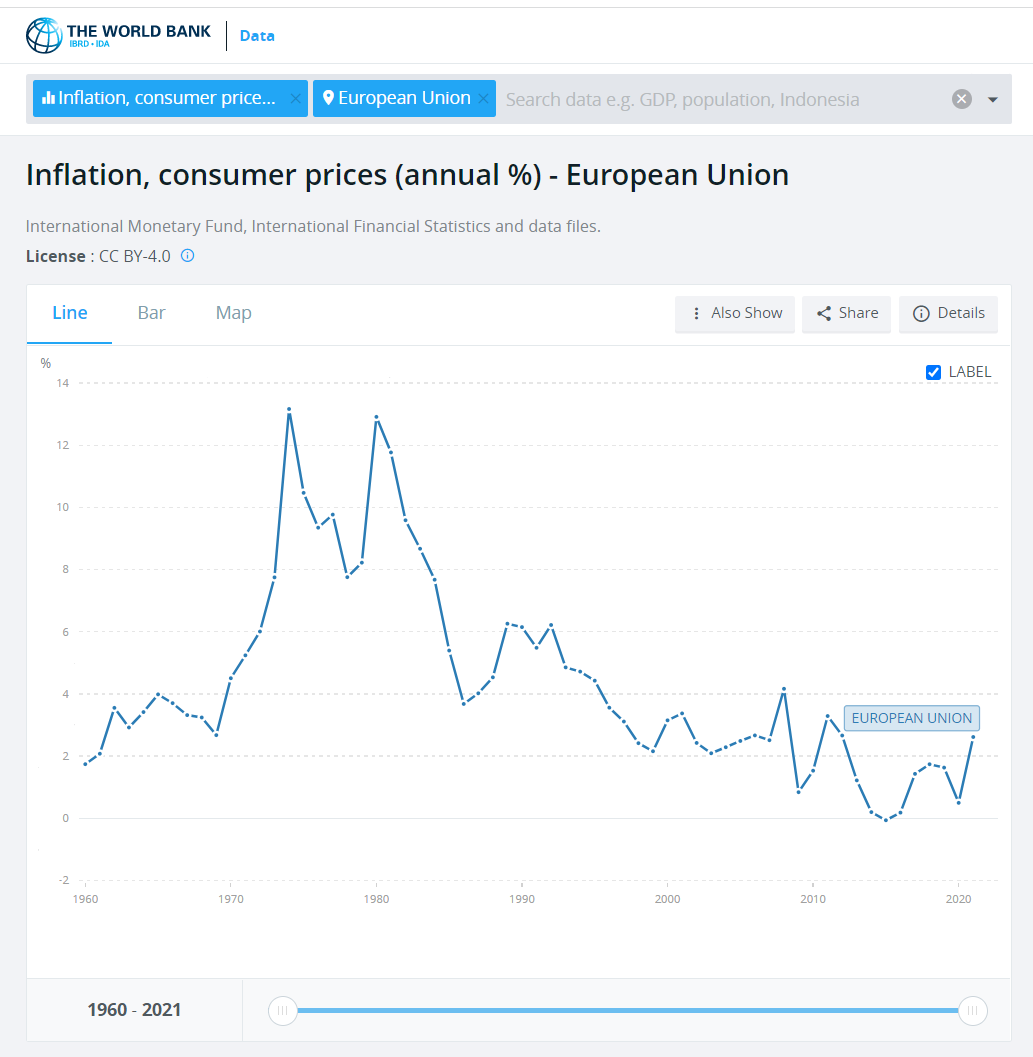 THE WORLD BANK
IBRD • IDA
Data
Inflation, consumer price... ×
European Union ×
Search data e.g. GDP, population, Indonesia
Inflation, consumer prices (annual %) - European Union
International Monetary Fund, International Financial Statistics and data files.
License : CC BY-4.0
Line
Bar
Map
Also Show
Share
Details
%
LABEL
14
12
10
8
6
4
EUROPEAN UNION
2
0
-2
1960 1970 1980 1990 2000 2010 2020
1960 - 2021